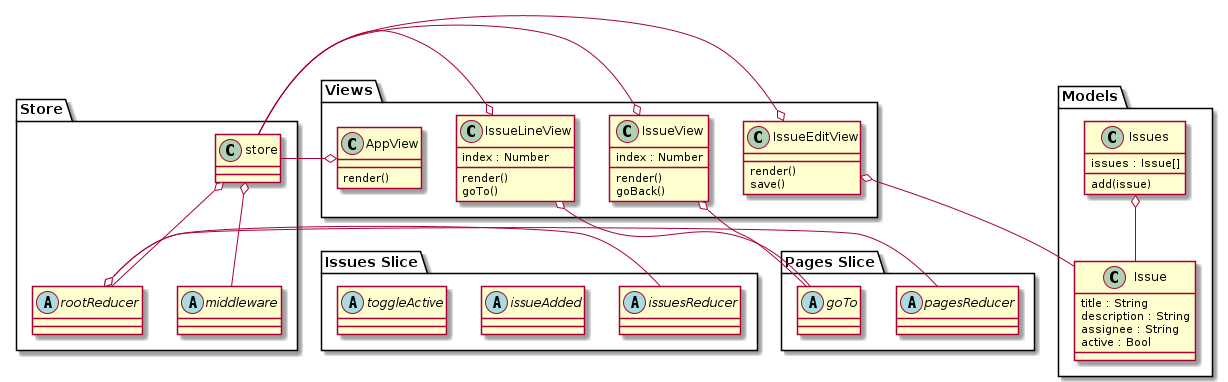 Store
C store
A rootReducer
A middleware
Views
C AppView
render()
C IssueLineView
index : Number
render()
goTo()
C IssueView
index : Number
render()
goBack()
C IssueEditView
render()
save()
Issues Slice
A toggleActive
A issueAdded
A issuesReducer
Pages Slice
A goTo
A pagesReducer
Models
C Issues
issues : Issue[]
add(issue)
C Issue
title : String
description : String
assignee : String
active : Bool